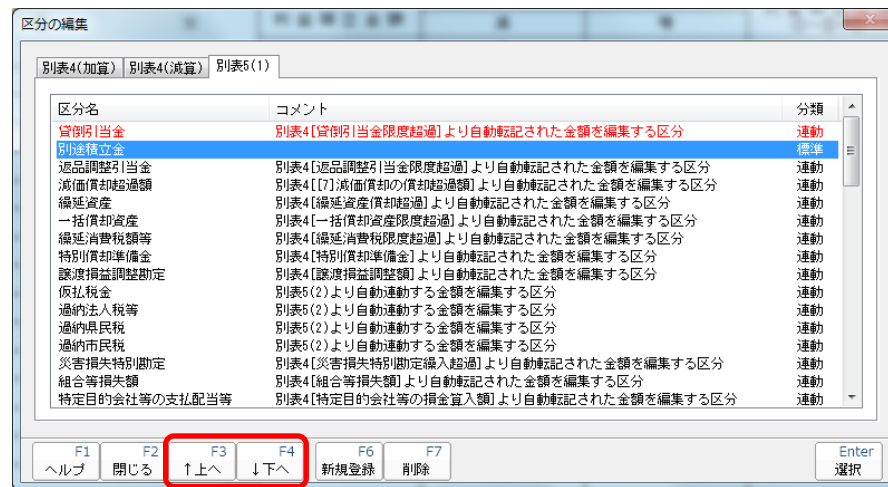 区分の編集
別表4(加算) 別表4(減算) 別表5(1)
区分名 コメント 分類
貸倒引当金 別表4[貸倒引当金限度超過]より自動転記された金額を編集する区分 連動
別途積立金 標準
返品調整引当金 別表4[返品調整引当金限度超過]より自動転記された金額を編集する区分 連動
減価償却超過額 別表4[[7]減価償却の償却超過額]より自動転記された金額を編集する区分 連動
繰延資産 別表4[繰延資産償却超過]より自動転記された金額を編集する区分 連動
一括償却資産 別表4[一括償却資産限度超過]より自動転記された金額を編集する区分 連動
繰延消費税額等 別表4[繰延消費税限度超過]より自動転記された金額を編集する区分 連動
特別償却準備金 別表4[特別償却準備金]より自動転記された金額を編集する区分 連動
譲渡損益調整勘定 別表4[譲渡損益調整額]より自動転記された金額を編集する区分 連動
仮払税金 別表5(2)より自動連動する金額を編集する区分 連動
過納法人税等 別表5(2)より自動連動する金額を編集する区分 連動
過納県民税 別表5(2)より自動連動する金額を編集する区分 連動
過納市民税 別表5(2)より自動連動する金額を編集する区分 連動
災害損失特別勘定 別表4[災害損失特別勘定繰入超過]より自動転記された金額を編集する区分 連動
組合等損失額 別表4[組合等損失額]より自動転記された金額を編集する区分 連動
特定目的会社等の支払配当等 別表4[特定目的会社等の損金算入額]より自動転記された金額を編集する区分 連動
F1 F2 F3 F4 F6 F7 Enter
ヘルプ 閉じる ↑上へ ↓下へ 新規登録 削除 選択